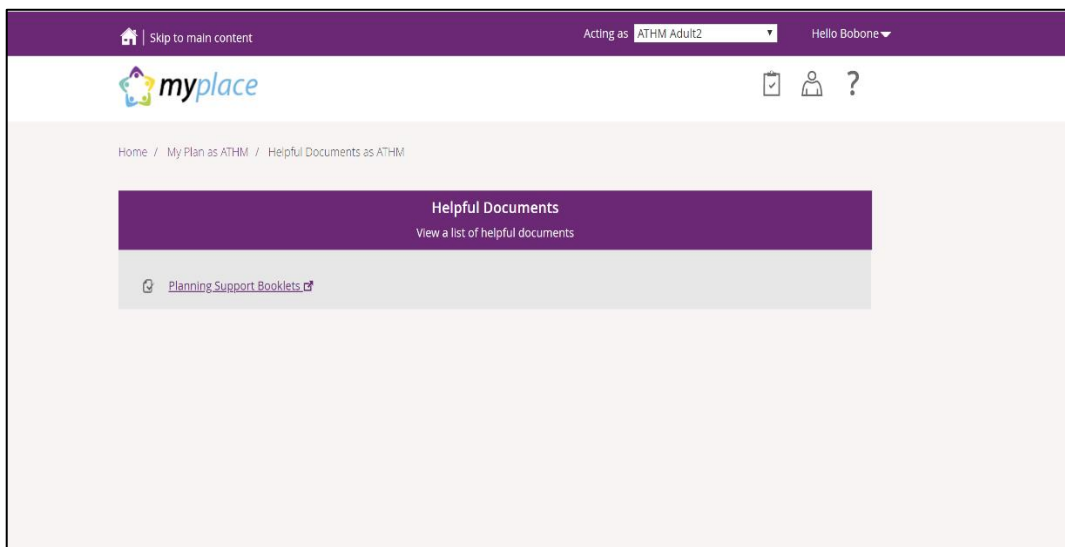 Skip to main content
Acting as ATHM Adult2
Hello Bobone
myplace
?
Home / My Plan as ATHM / Helpful Documents as ATHM
Helpful Documents
View a list of helpful documents
Planning Support Booklets